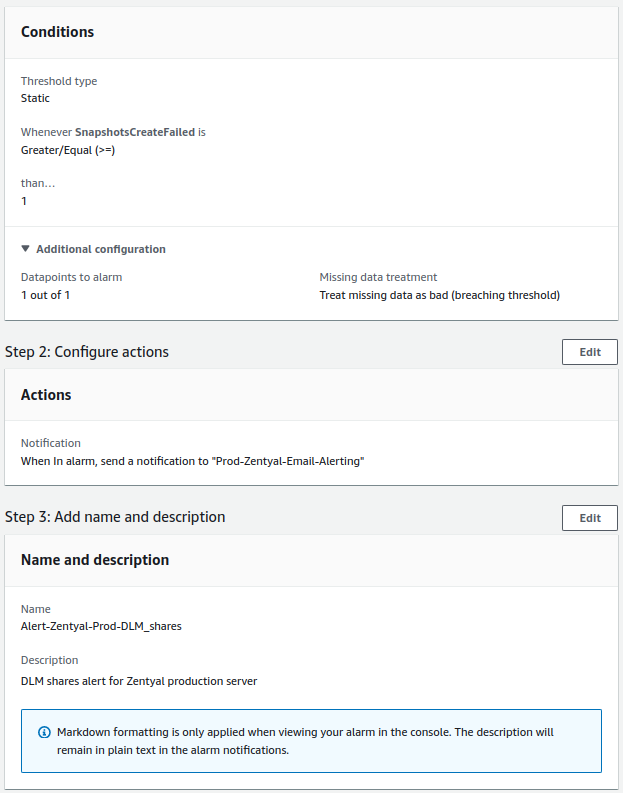 Conditions
Threshold type
Static
Whenever SnapshotsCreateFailed is
Greater/Equal (>=)
than…
1
Additional configuration
Datapoints to alarm
1 out of 1
Missing data treatment
Treat missing data as bad (breaching threshold)
Step 2: Configure actions
Edit
Actions
Notification
When In alarm, send a notification to "Prod-Zentyal-Email-Alerting"
Step 3: Add name and description
Edit
Name and description
Name
Alert-Zentyal-Prod-DLM_shares
Description
DLM shares alert for Zentyal production server
Markdown formatting is only applied when viewing your alarm in the console. The description will
remain in plain text in the alarm notifications.